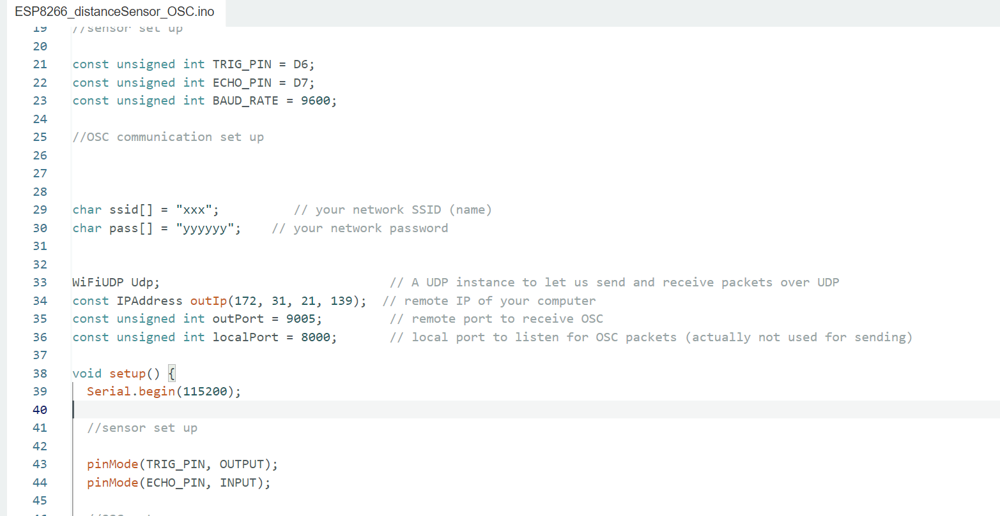 ESP8266_distanceSensor_OSC.ino
19 //sensor set up
20
21 const unsigned int TRIG_PIN = D6;
22 const unsigned int ECHO_PIN = D7;
23 const unsigned int BAUD_RATE = 9600;
24
25 //OSC communication set up
26
27
28
29 char ssid[] = "xxx";          // your network SSID (name)
30 char pass[] = "yyyyyy";    // your network password
31
32
33 WiFiUDP Udp;                               // A UDP instance to let us send and receive packets over UDP
34 const IPAddress outIp(172, 31, 21, 139);  // remote IP of your computer
35 const unsigned int outPort = 9005;         // remote port to receive OSC
36 const unsigned int localPort = 8000;       // local port to listen for OSC packets (actually not used for sending)
37
38 void setup() {
39   Serial.begin(115200);
40
41   //sensor set up
42
43   pinMode(TRIG_PIN, OUTPUT);
44   pinMode(ECHO_PIN, INPUT);
45